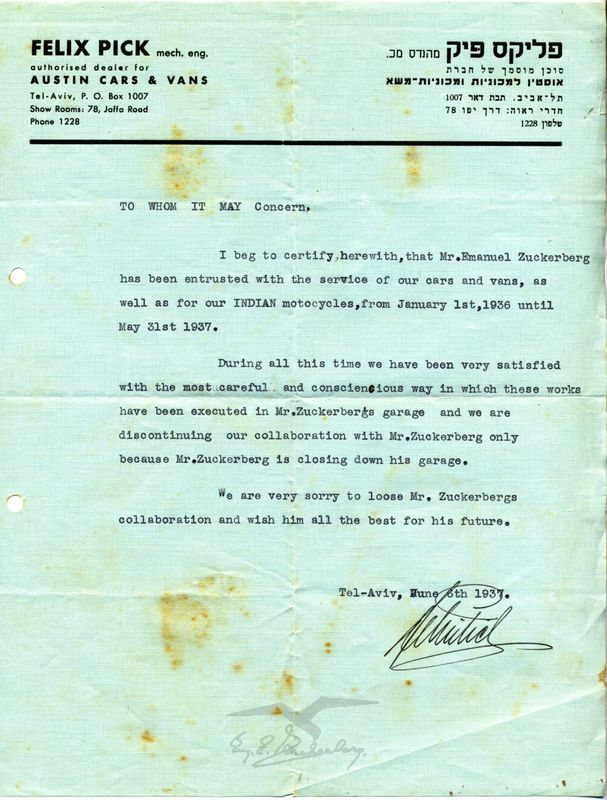 FELIX PICK mech. eng.
authorised dealer for
AUSTIN CARS & VANS
Tel-Aviv, P. O. Box 1007
Show Rooms: 78, Jaffa Road
Phone 1228
פליקס פיק מהנדס מכ.
סוכן מוסמך של חברת
אוסטין למכוניות ומכוניות-משא
תל-אביב. תבת דאר 1007
חדרי ראוה: דרך יפו 78
טלפון 1228
TO WHOM IT MAY Concern,
I beg to certify,herewith,that Mr.Emanuel Zuckerberg
has been entrusted with the service of our cars and vans, as
well as for our INDIAN motocycles,from January 1st,1936 until
May 31st 1937.
During all this time we have been very satisfied
with the most careful and consciencious way in which these works
have been executed in Mr.Zuckerbergs garage and we are
discontinuing our collaboration with Mr.Zuckerberg only
because Mr.Zuckerberg is closing down his garage.
We are very sorry to loose Mr. Zuckerbergs
collaboration and wish him all the best for his future.
Tel-Aviv, June 6th 1937.